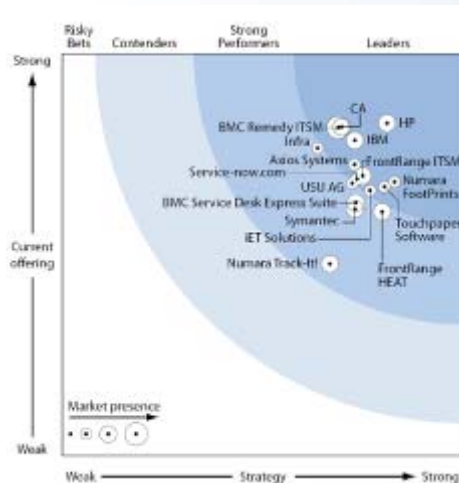 Risky
Bets
Contenders
Strong
Performers
Leaders
Strong
CA
BMC Remedy ITSM
HP
Infra
IBM
Axios Systems
FrontRange ITSM
Service-now.com
USU AG
Numara
FootPrints
BMC Service Desk Express Suite
Symantec
Touchpaper
Software
iET Solutions
Current
offering
Numara Track-It!
FrontRange
HEAT
Market presence
Weak
Weak
Strategy
Strong